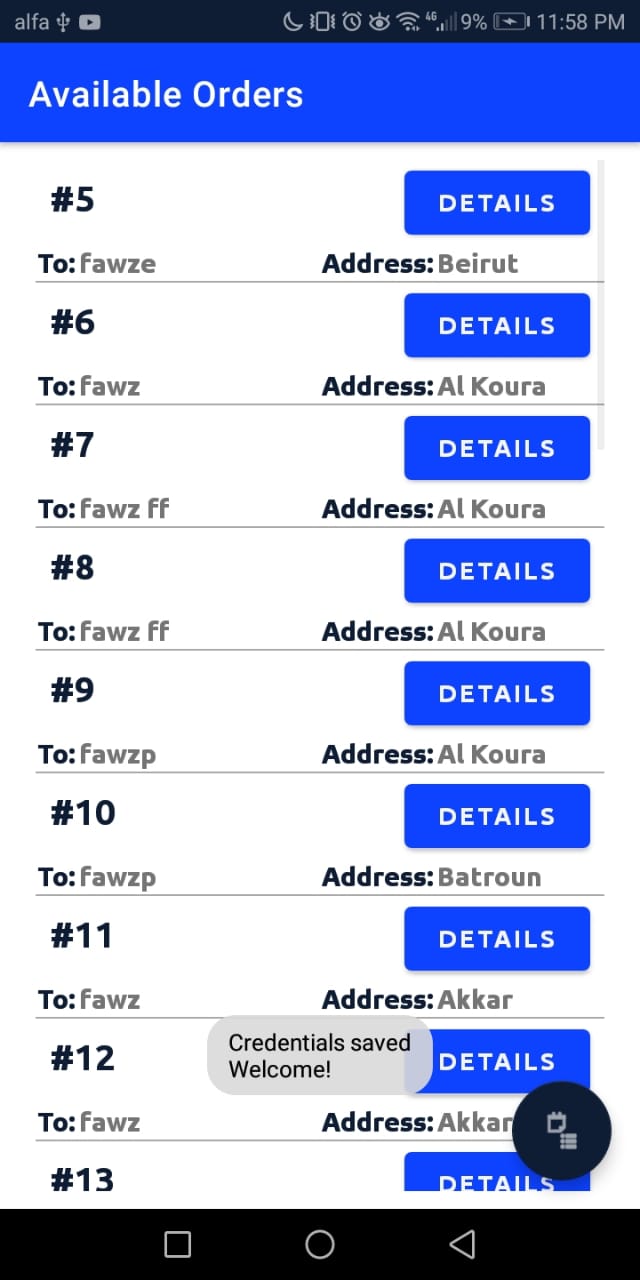 alfa 4G 9% 11:58 PM
Available Orders
#5 DETAILS
To: fawze Address: Beirut
#6 DETAILS
To: fawz Address: Al Koura
#7 DETAILS
To: fawz ff Address: Al Koura
#8 DETAILS
To: fawz ff Address: Al Koura
#9 DETAILS
To: fawzp Address: Al Koura
#10 DETAILS
To: fawzp Address: Batroun
#11 DETAILS
To: fawz Address: Akkar
Credentials saved
Welcome!
#12 DETAILS
To: fawz Address: Akkar
#13 DETAILS